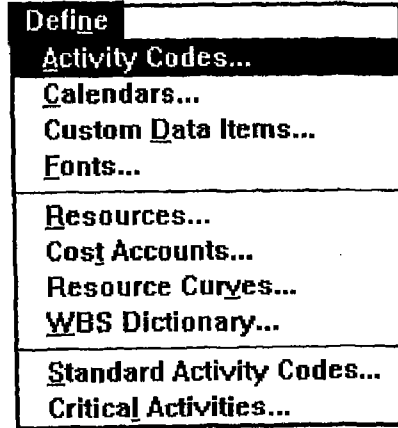 Define
Activity Codes...
Calendars...
Custom Data Items...
Fonts...
Resources...
Cost Accounts...
Resource Curves...
WBS Dictionary...
Standard Activity Codes...
Critical Activities...